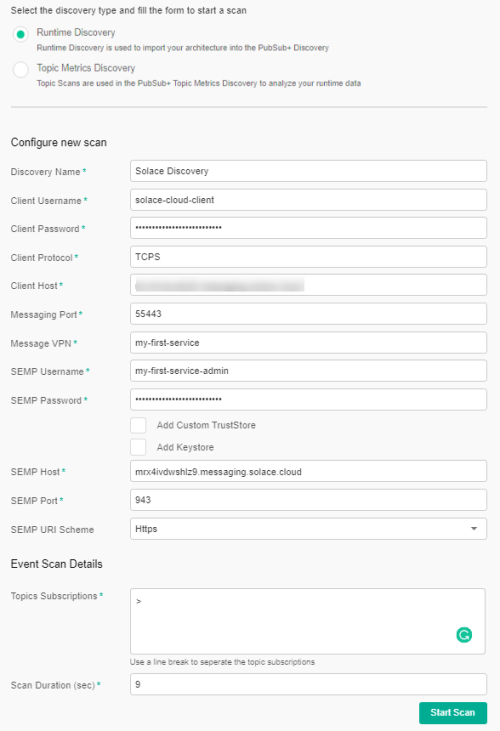 Select the discovery type and fill the form to start a scan
Runtime Discovery
Runtime Discovery is used to import your architecture into the PubSub+ Discovery
Topic Metrics Discovery
Topic Scans are used in the PubSub+ Topic Metrics Discovery to analyze your runtime data
Configure new scan
Discovery Name * Solace Discovery
Client Username * solace-cloud-client
Client Password * •••••••••••••••••••••••••
Client Protocol * TCPS
Client Host *
Messaging Port * 55443
Message VPN * my-first-service
SEMP Username * my-first-service-admin
SEMP Password * •••••••••••••••••••••••••
Add Custom TrustStore
Add Keystore
SEMP Host * mrx4ivdwshlz9.messaging.solace.cloud
SEMP Port * 943
SEMP URI Scheme Https
Event Scan Details
Topics Subscriptions * >
Use a line break to seperate the topic subscriptions
Scan Duration (sec) * 9
Start Scan